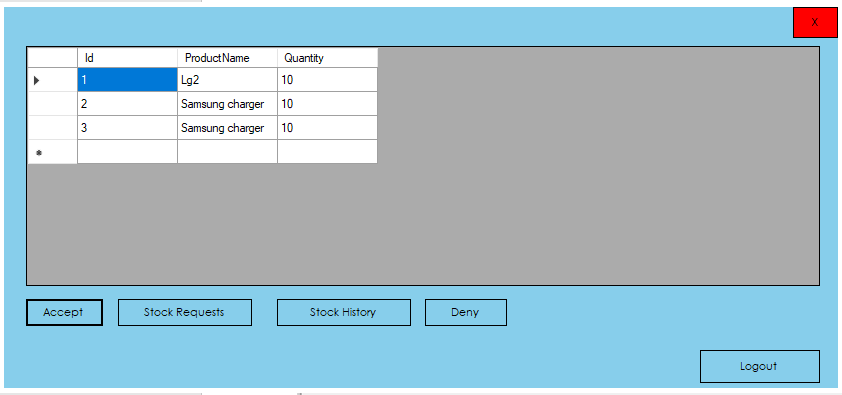 X
Id ProductName Quantity
1 Lg2 10
2 Samsung charger 10
3 Samsung charger 10
Accept Stock Requests Stock History Deny
Logout